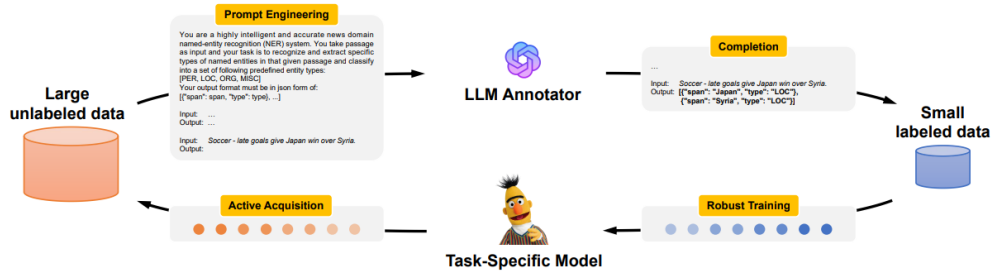 Prompt Engineering
You are a highly intelligent and accurate news domain
named-entity recognition (NER) system. You take passage
as input and your task is to recognize and extract specific
types of named entities in that given passage and classify
into a set of following predefined entity types:
[PER, LOC, ORG, MISC]
Your output format must be in json form of:
[{"span": span, "type": type}, ...]
Input: ...
Output: ...
Input: Soccer - late goals give Japan win over Syria.
Output:
LLM Annotator
Completion
...
Input: Soccer - late goals give Japan win over Syria.
Output: [{"span": "Japan", "type": "LOC"},
{"span": "Syria", "type": "LOC"}]
Large
unlabeled data
Small
labeled data
Active Acquisition
Robust Training
Task-Specific Model